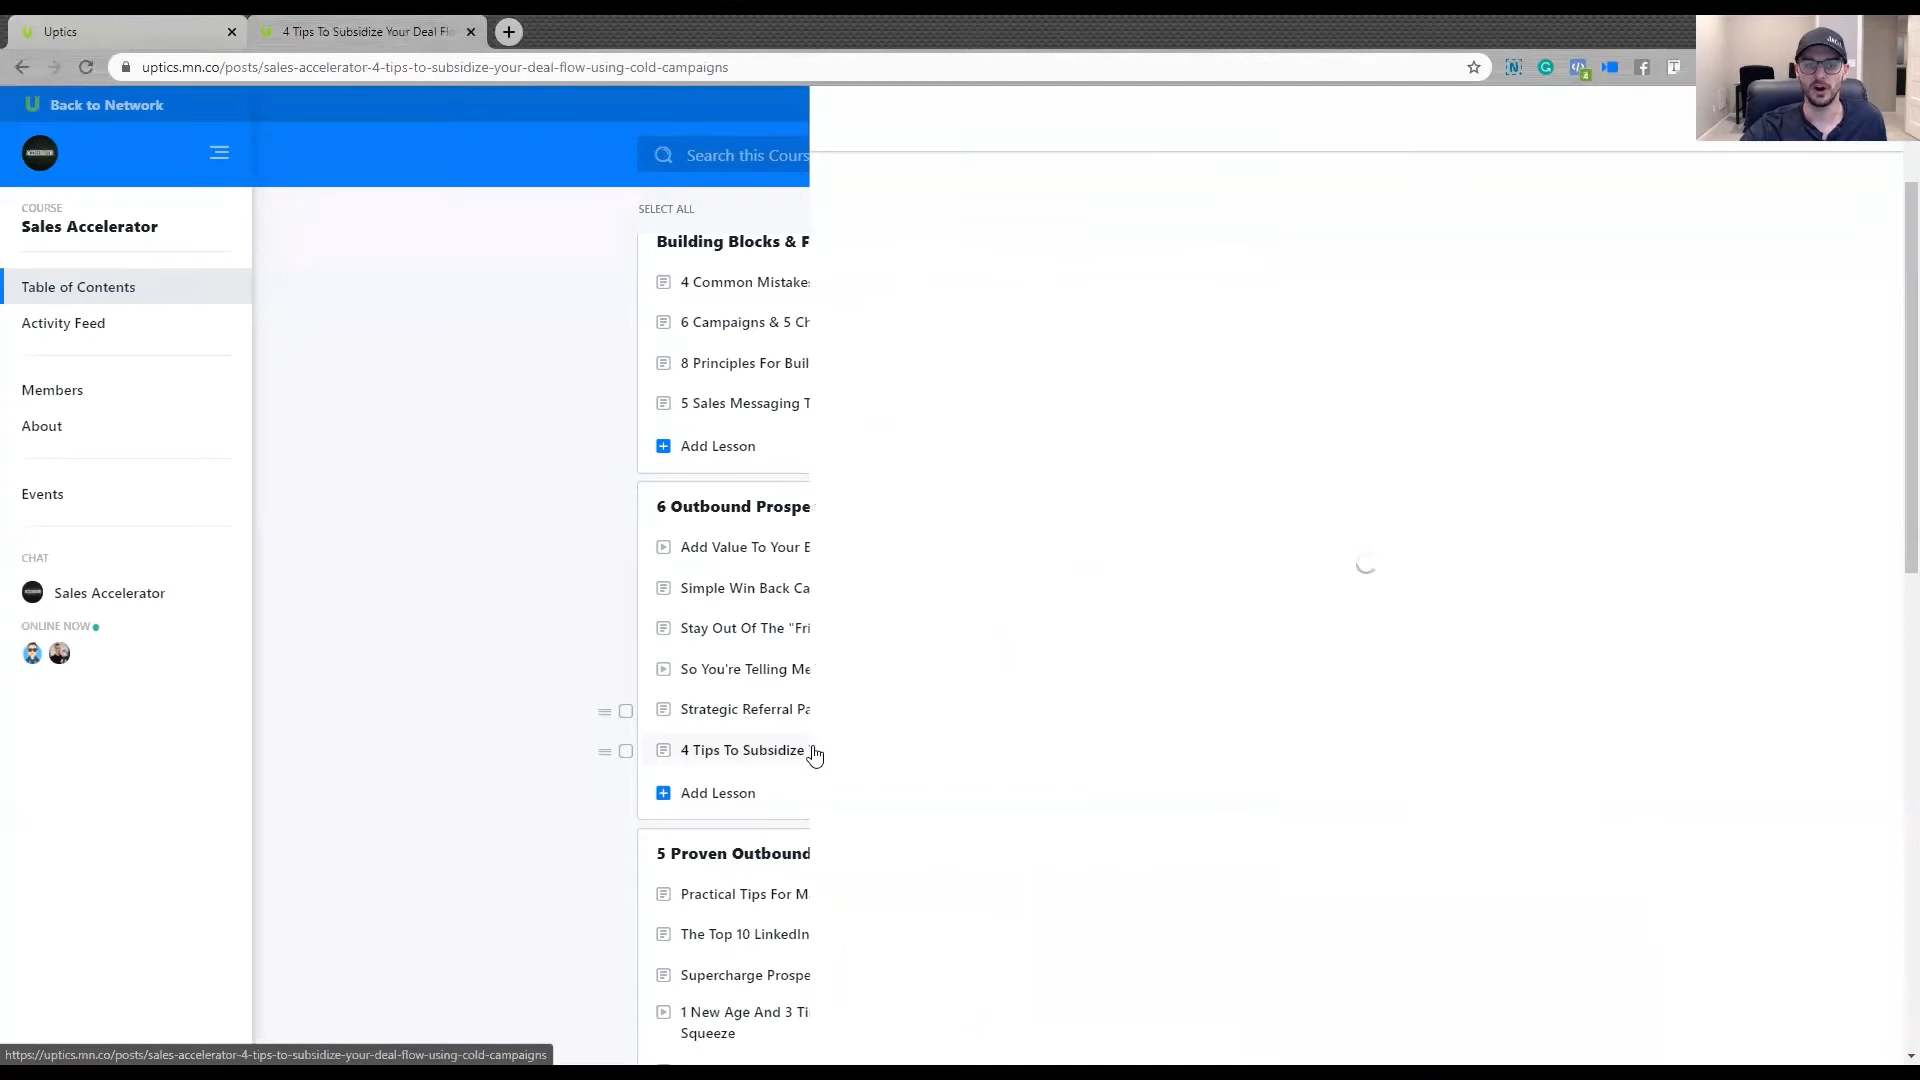 Uptics
4 Tips To Subsidize Your Deal Fl
uptics.mn.co/posts/sales-accelerator-4-tips-to-subsidize-your-deal-flow-using-cold-campaigns
Back to Network
Search this Cours
COURSE
Sales Accelerator
Table of Contents
Activity Feed
Members
About
Events
CHAT
Sales Accelerator
ONLINE NOW
SELECT ALL
Building Blocks & F
4 Common Mistake
6 Campaigns & 5 Ch
8 Principles For Buil
5 Sales Messaging T
Add Lesson
6 Outbound Prospe
Add Value To Your E
Simple Win Back Ca
Stay Out Of The "Fri
So You're Telling Me
Strategic Referral Pa
4 Tips To Subsidize
Add Lesson
5 Proven Outbound
Practical Tips For M
The Top 10 LinkedIn
Supercharge Prospe
1 New Age And 3 Ti
Squeeze
https://uptics.mn.co/posts/sales-accelerator-4-tips-to-subsidize-your-deal-flow-using-cold-campaigns